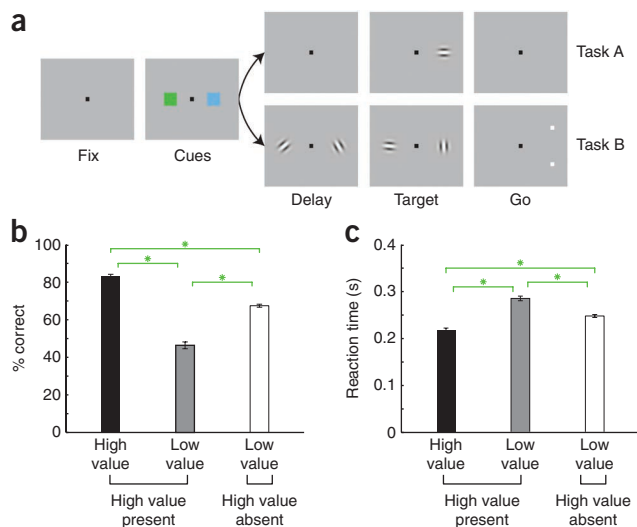 a
Fix
Cues
Delay
Target
Go
Task A
Task B
b
% correct
100
80
60
40
20
0
*
*
*
High value
Low value
Low value
High value present
High value absent
c
Reaction time (s)
0.4
0.3
0.2
0.1
0
*
*
*
High value
Low value
Low value
High value present
High value absent